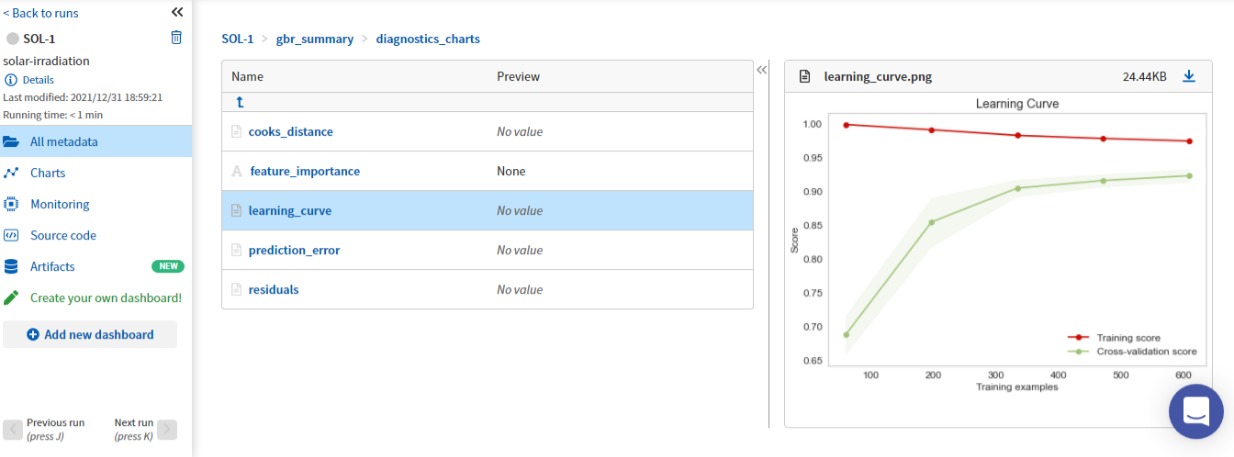 < Back to runs
SOL-1
solar-irradiation
Details
Last modified: 2021/12/31 18:59:21
Running time: < 1 min
All metadata
Charts
Monitoring
Source code
Artifacts NEW
Create your own dashboard!
Add new dashboard
Previous run
(press J)
Next run
(press K)
SOL-1 > gbr_summary > diagnostics_charts
Name Preview
cooks_distance No value
feature_importance None
learning_curve No value
prediction_error No value
residuals No value
learning_curve.png 24.44KB
Learning Curve
1.00
0.95
0.90
0.85
0.80
0.75
0.70
0.65
Score
Training score
Cross-validation score
100 200 300 400 500 600
Training examples